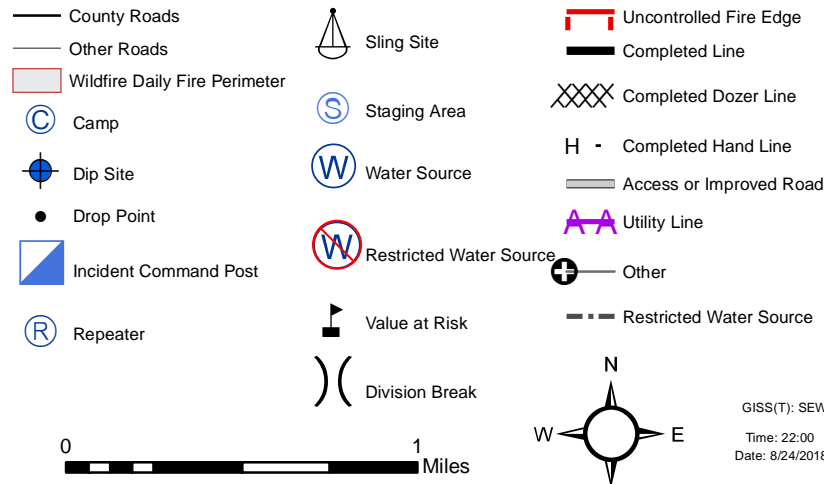 County Roads
Other Roads
Wildfire Daily Fire Perimeter
C Camp
Dip Site
Drop Point
Incident Command Post
R Repeater
Sling Site
S Staging Area
W Water Source
W Restricted Water Source
Value at Risk
Division Break
Uncontrolled Fire Edge
Completed Line
Completed Dozer Line
H - Completed Hand Line
Access or Improved Road
A A Utility Line
Other
Restricted Water Source
0 1
Miles
N
W E
GISS(T): SEW
Time: 22:00
Date: 8/24/2018